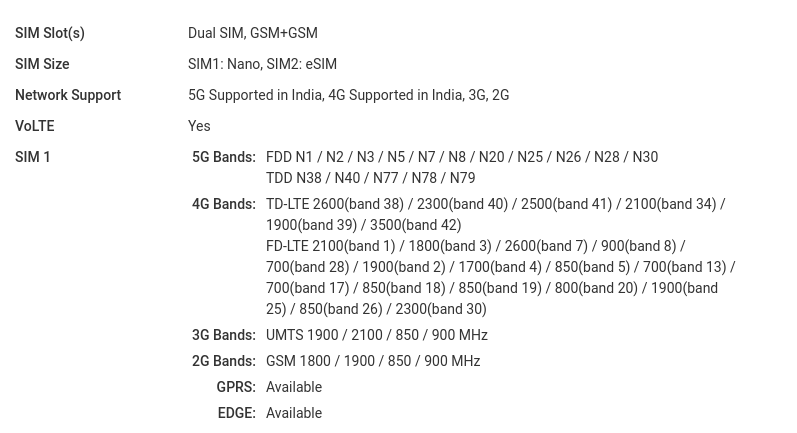 SIM Slot(s) Dual SIM, GSM+GSM
SIM Size SIM1: Nano, SIM2: eSIM
Network Support 5G Supported in India, 4G Supported in India, 3G, 2G
VoLTE Yes
SIM 1 5G Bands: FDD N1 / N2 / N3 / N5 / N7 / N8 / N20 / N25 / N26 / N28 / N30
TDD N38 / N40 / N77 / N78 / N79
4G Bands: TD-LTE 2600(band 38) / 2300(band 40) / 2500(band 41) / 2100(band 34) /
1900(band 39) / 3500(band 42)
FD-LTE 2100(band 1) / 1800(band 3) / 2600(band 7) / 900(band 8) /
700(band 28) / 1900(band 2) / 1700(band 4) / 850(band 5) / 700(band 13) /
700(band 17) / 850(band 18) / 850(band 19) / 800(band 20) / 1900(band
25) / 850(band 26) / 2300(band 30)
3G Bands: UMTS 1900 / 2100 / 850 / 900 MHz
2G Bands: GSM 1800 / 1900 / 850 / 900 MHz
GPRS: Available
EDGE: Available